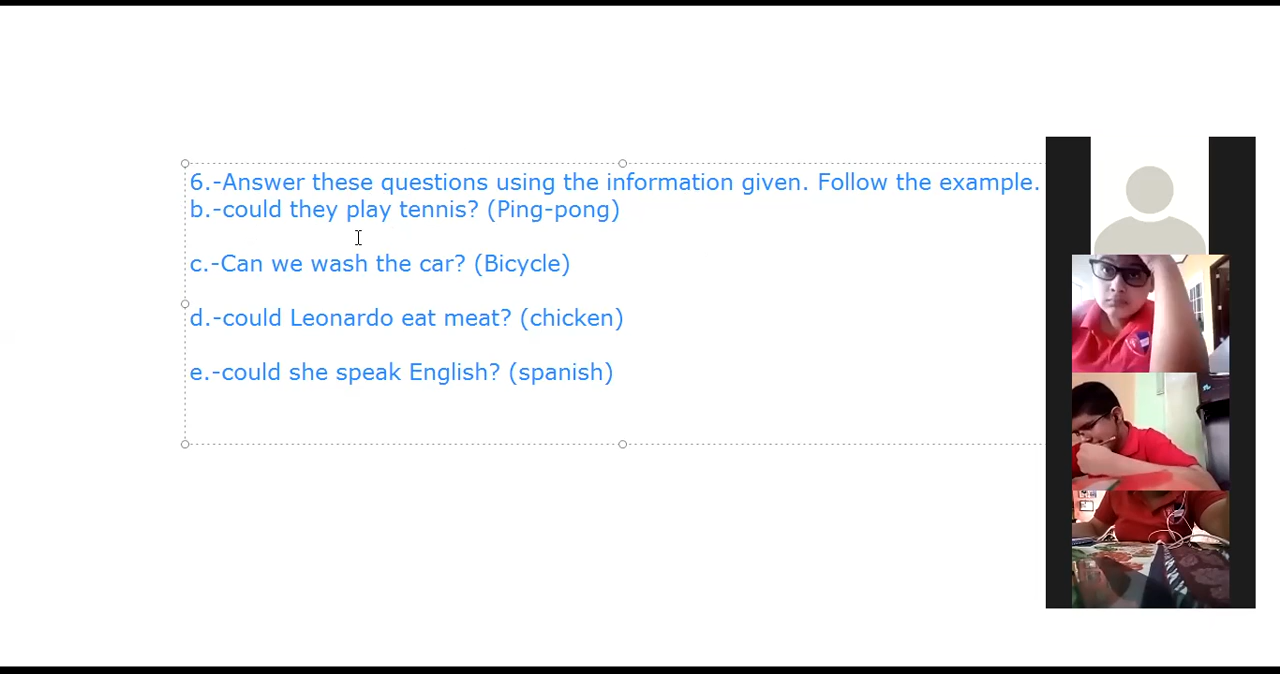 6.-Answer these questions using the information given. Follow the example.
b.-could they play tennis? (Ping-pong)
c.-Can we wash the car? (Bicycle)
d.-could Leonardo eat meat? (chicken)
e.-could she speak English? (spanish)